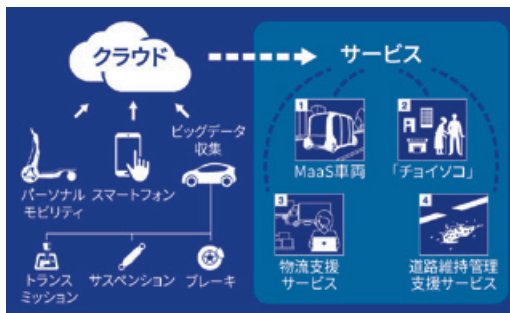 クラウド
サービス
ビッグデータ
収集
パーソナル
モビリティ
スマートフォン
トランス
ミッション
サスペンション
ブレーキ
1
MaaS車両
2
「チョイソコ」
3
物流支援
サービス
4
道路維持管理
支援サービス